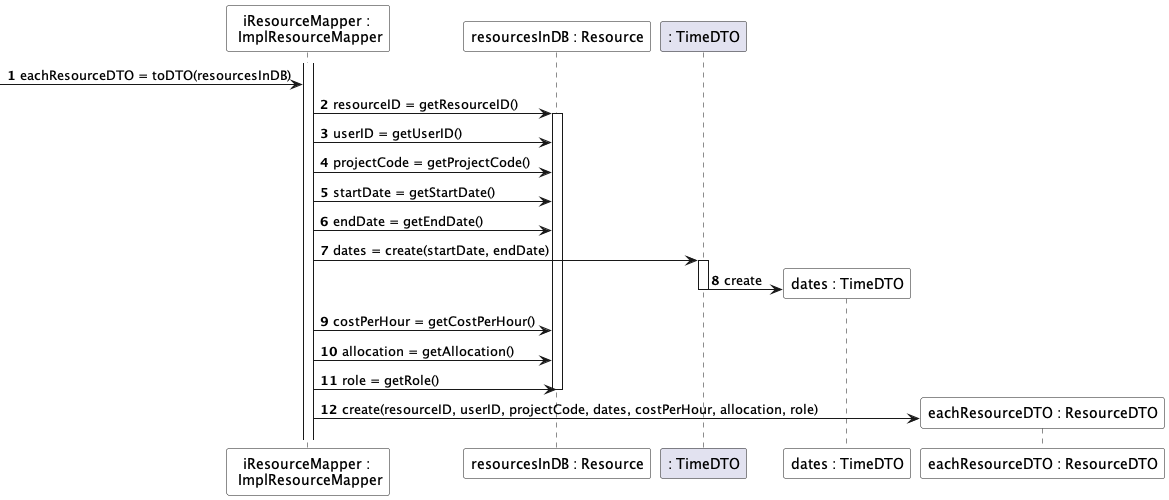 iResourceMapper :
ImplResourceMapper
resourcesInDB : Resource
: TimeDTO
1 eachResourceDTO = toDTO(resourcesInDB)
2 resourceID = getResourceID()
3 userID = getUserID()
4 projectCode = getProjectCode()
5 startDate = getStartDate()
6 endDate = getEndDate()
7 dates = create(startDate, endDate)
8 create
dates : TimeDTO
9 costPerHour = getCostPerHour()
10 allocation = getAllocation()
11 role = getRole()
12 create(resourceID, userID, projectCode, dates, costPerHour, allocation, role)
eachResourceDTO : ResourceDTO
iResourceMapper :
ImplResourceMapper
resourcesInDB : Resource
: TimeDTO
dates : TimeDTO
eachResourceDTO : ResourceDTO